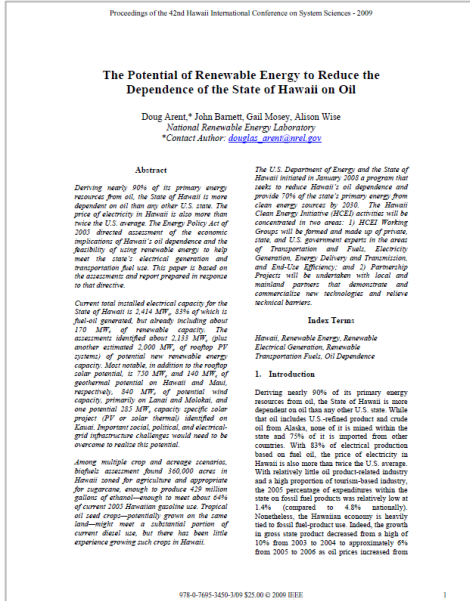 Proceedings of the 42nd Hawaii International Conference on System Sciences - 2009
The Potential of Renewable Energy to Reduce the
Dependence of the State of Hawaii on Oil
Doug Arent,* John Barnett, Gail Mosey, Alison Wise
National Renewable Energy Laboratory
*Contact Author: douglas_arent@nrel.gov
Abstract
Deriving nearly 90% of its primary energy
resources from oil, the State of Hawaii is more
dependent on oil than any other U.S. state. The
price of electricity in Hawaii is also more than
twice the U.S. average. The Energy Policy Act of
2005 directed assessment of the economic
implications of Hawaii's oil dependence and the
feasibility of using renewable energy to help
meet the state's electrical generation and
transportation fuel use. This paper is based on
the assessments and report prepared in response
to that directive.
Current total installed electrical capacity for the
State of Hawaii is 2,414 MWe, 83% of which is
fuel-oil generated, but already including about
170 MWe of renewable capacity. The
assessments identified about 2,133 MWe (plus
another estimated 2,000 MWe of rooftop PV
systems) of potential new renewable energy
capacity. Most notable, in addition to the rooftop
solar potential, is 750 MWe and 140 MWe of
geothermal potential on Hawaii and Maui,
respectively, 840 MWe of potential wind
capacity, primarily on Lanai and Molokai, and
one potential 285 MWe capacity specific solar
project (PV or solar thermal) identified on
Kauai. Important social, political, and electrical-
grid infrastructure challenges would need to be
overcome to realize this potential.
Among multiple crop and acreage scenarios,
biofuels assessment found 360,000 acres in
Hawaii zoned for agriculture and appropriate
for sugarcane, enough to produce 429 million
gallons of ethanol—enough to meet about 64%
of current 2005 Hawaiian gasoline use. Tropical
oil seed crops—potentially grown on the same
land—might meet a substantial portion of
current diesel use, but there has been little
experience growing such crops in Hawaii.
The U.S. Department of Energy and the State of
Hawaii initiated in January 2008 a program that
seeks to reduce Hawaii's oil dependence and
provide 70% of the state's primary energy from
clean energy sources by 2030. The Hawaii
Clean Energy Initiative (HCEI) activities will be
concentrated in two areas: 1) HCEI Working
Groups will be formed and made up of private,
state, and U.S. government experts in the areas
of Transportation and Fuels, Electricity
Generation, Energy Delivery and Transmission,
and End-Use Efficiency; and 2) Partnership
Projects will be undertaken with local and
mainland partners that demonstrate and
commercialize new technologies and relieve
technical barriers.
Index Terms
Hawaii, Renewable Energy, Renewable
Electrical Generation, Renewable
Transportation Fuels, Oil Dependence
1. Introduction
Deriving nearly 90% of its primary energy
resources from oil, the State of Hawaii is more
dependent on oil than any other U.S. state. While
that oil includes U.S.-refined product and crude
oil from Alaska, none of it is mined within the
state and 75% of it is imported from other
countries. With 83% of electrical production
based on fuel oil, the price of electricity in
Hawaii is also more than twice the U.S. average.
With relatively little oil product-related industry
and a high proportion of tourism-based industry,
the 2005 percentage of expenditures within the
state on fossil fuel products was relatively low at
1.4% (compared to 4.8% nationally).
Nonetheless, the Hawaiian economy is heavily
tied to fossil fuel-product use. Indeed, the growth
in gross state product decreased from a high of
10% from 2003 to 2004 to approximately 6%
from 2005 to 2006 as oil prices increased from
978-0-7695-3450-3/09 $25.00 © 2009 IEEE
1